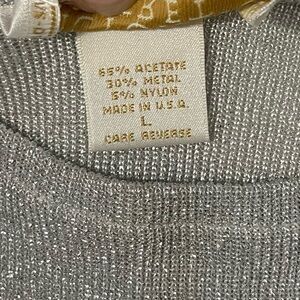 65% ACETATE
30% METAL
5% NYLON
MADE IN U.S.A.
L
CARE REVERSE